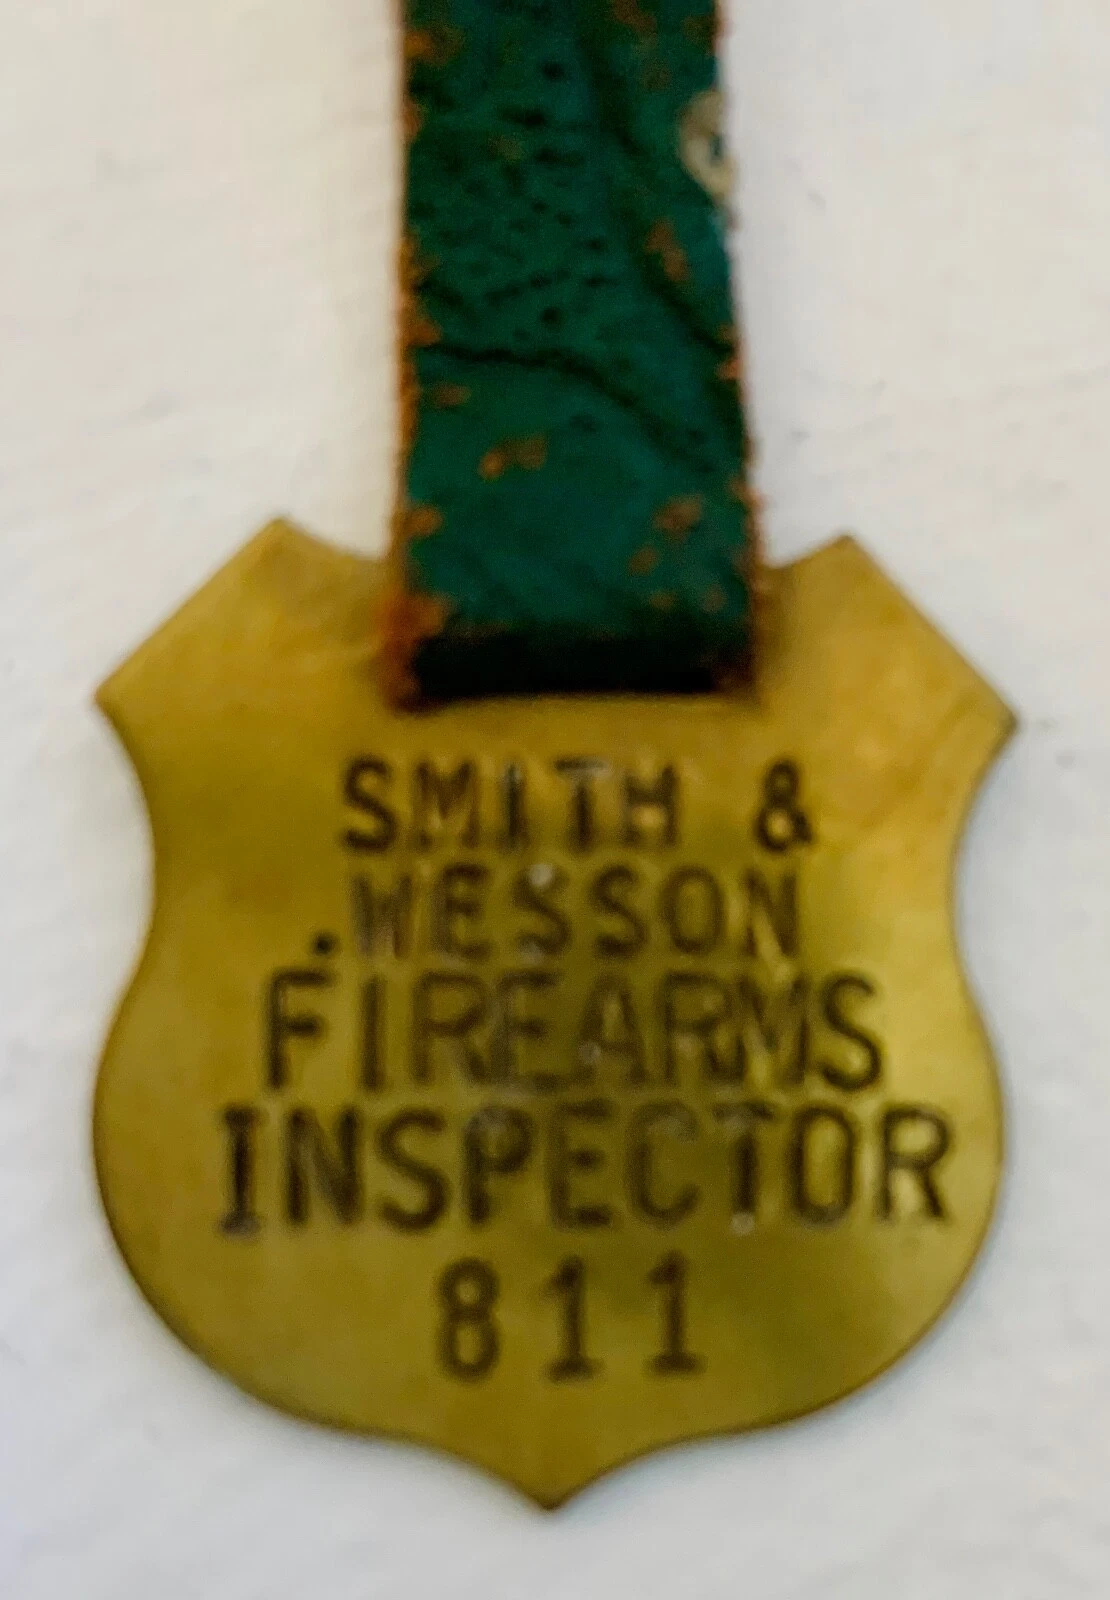 SMITH &
WESSON
FIREARMS
INSPECTOR
811